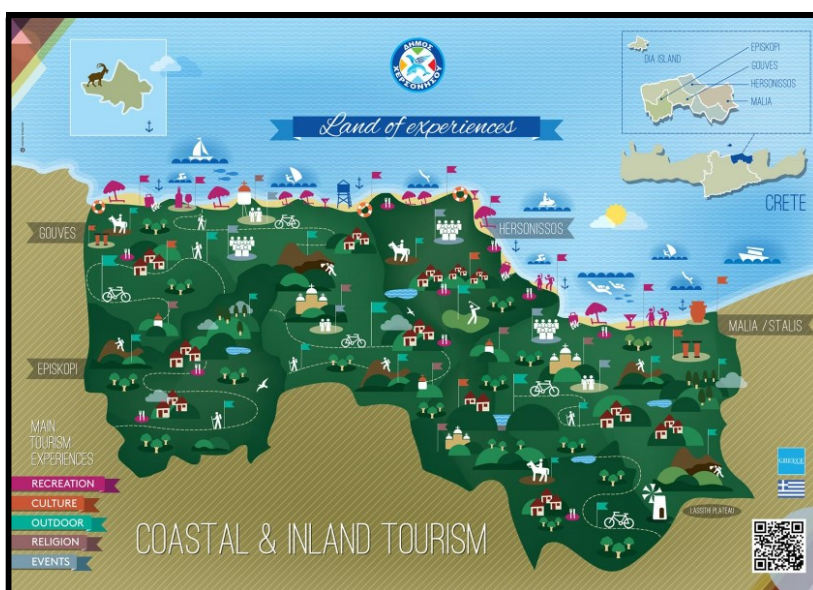 ΔΗΜΟΣ
ΧΕΡΣΟΝΗΣΟΥ
Land of experiences
EPISKOPI
DIA ISLAND
GOUVES
HERSONISSOS
MALIA
CRETE
GOUVES
HERSONISSOS
MALIA / STALIS
EPISKOPI
MAIN
TOURISM
EXPERIENCES
RECREATION
CULTURE
OUTDOOR
RELIGION
EVENTS
COASTAL & INLAND TOURISM
LASSITHI PLATEAU